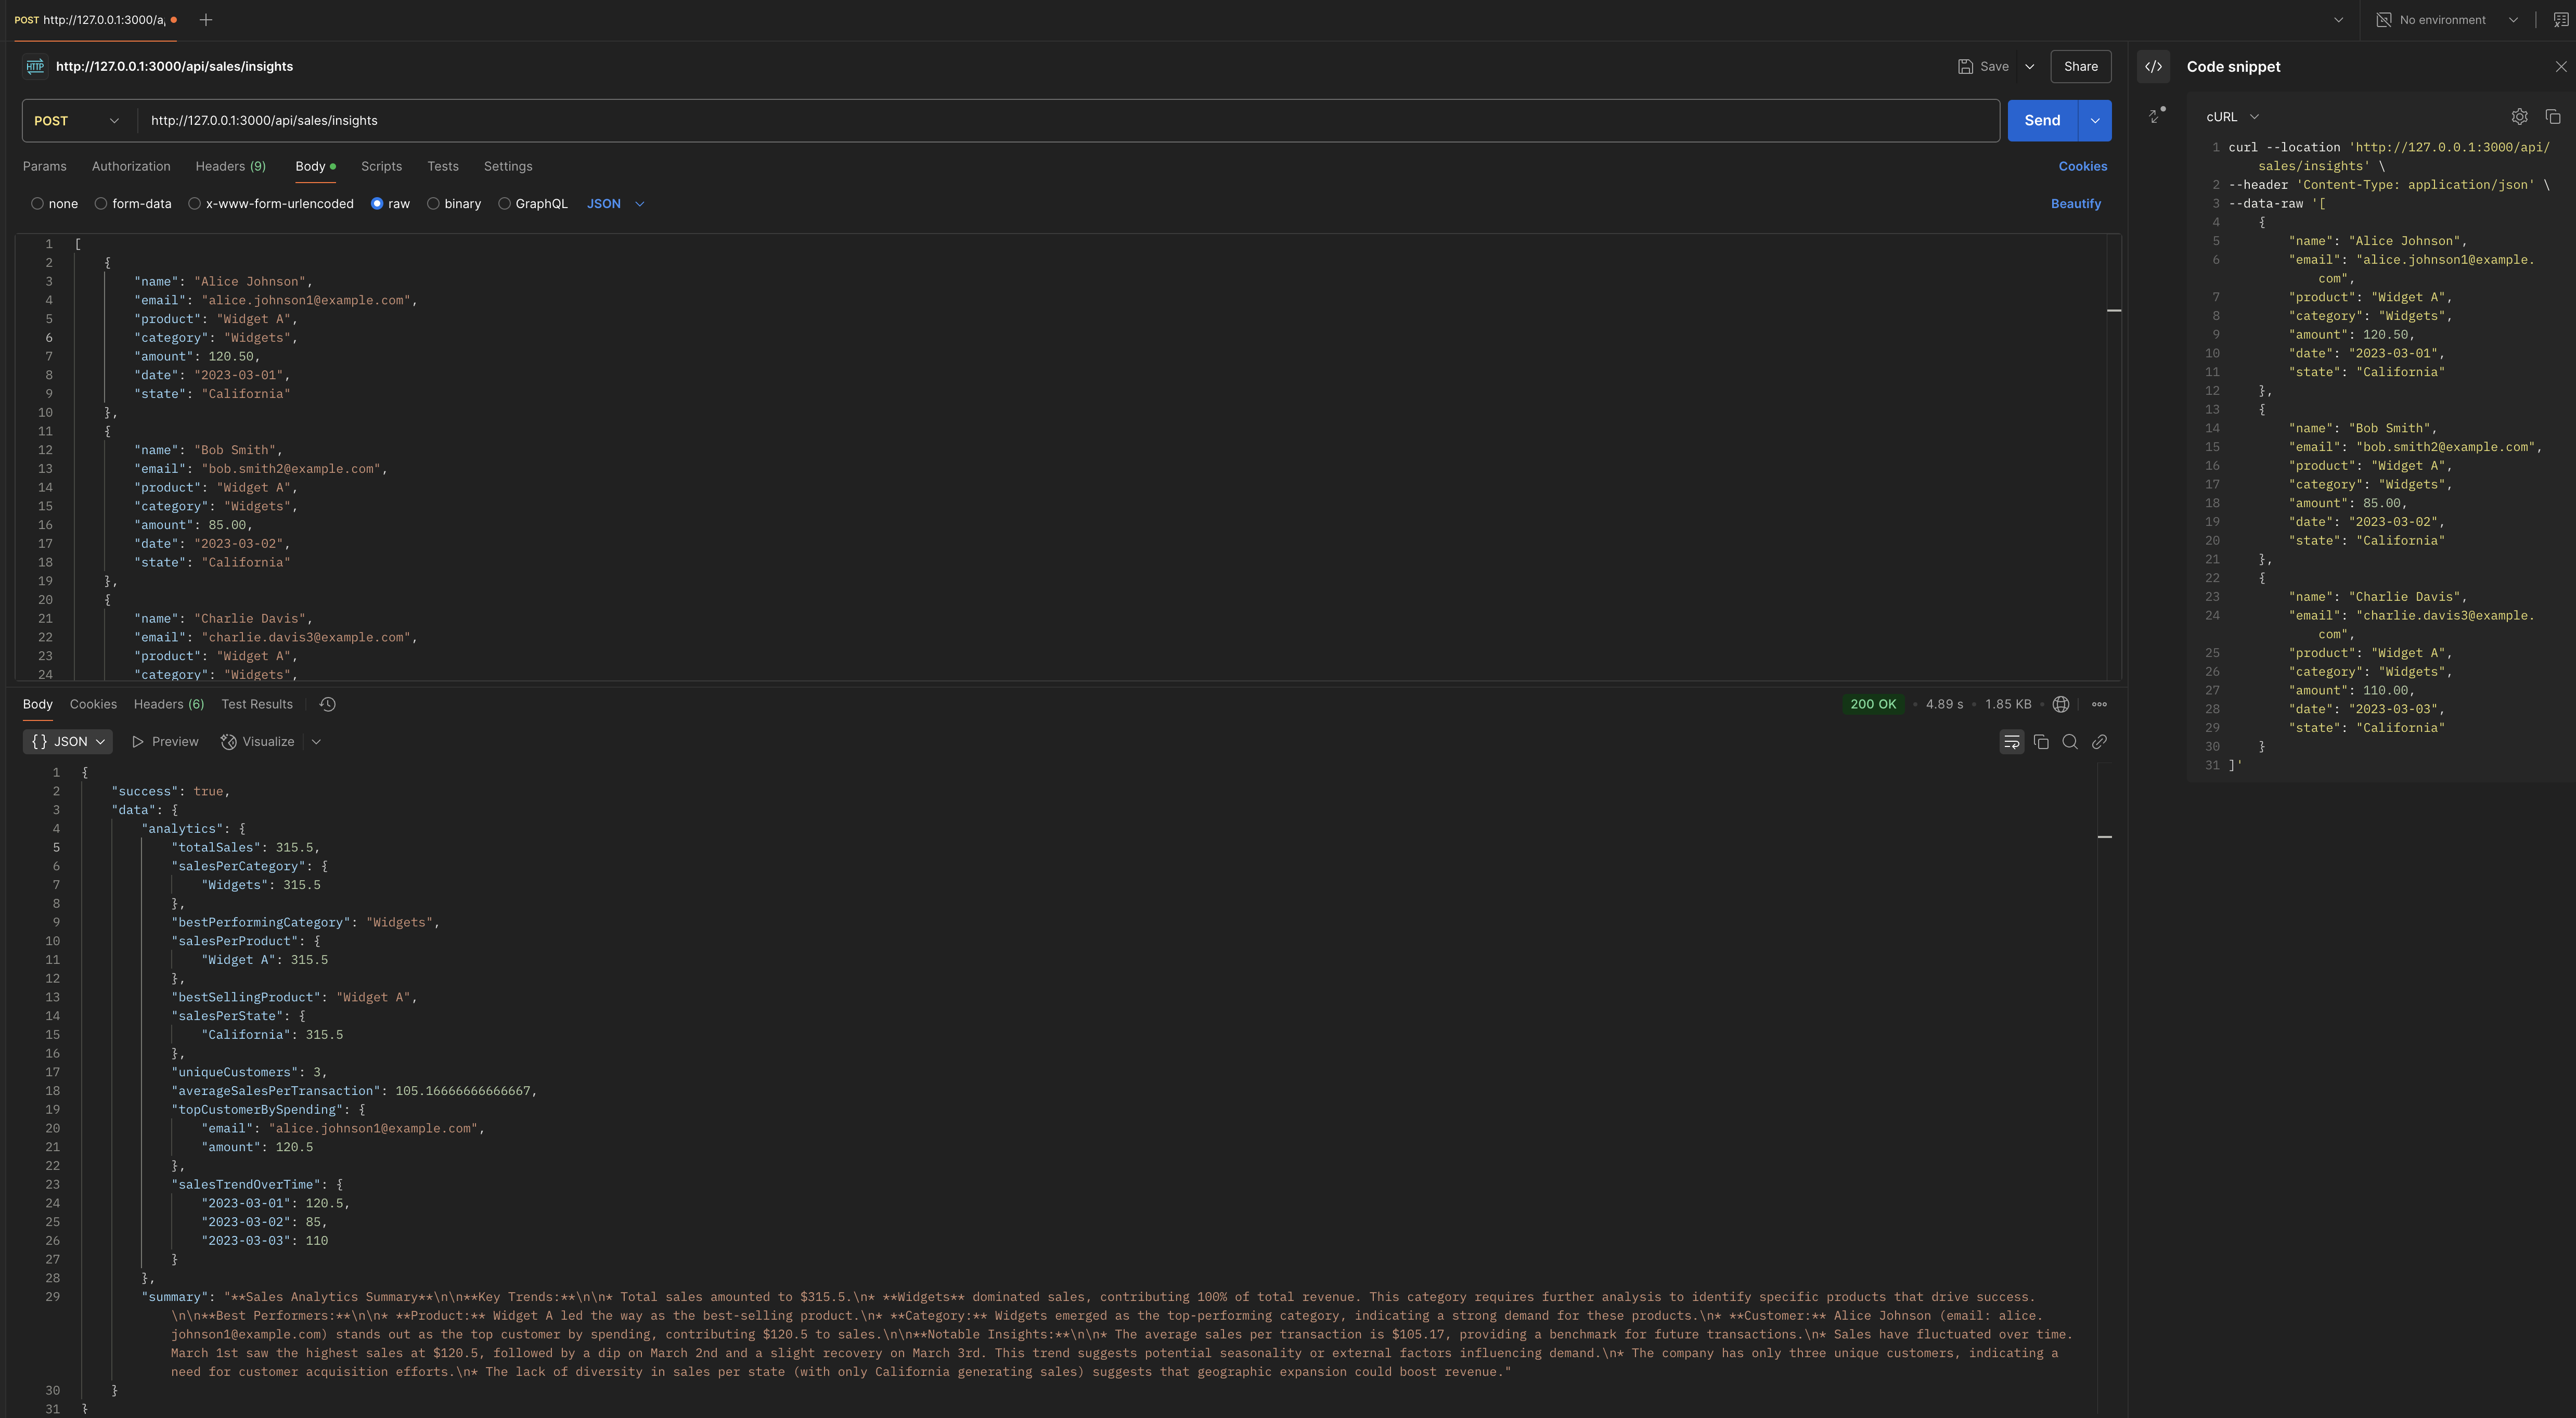 POST http://127.0.0.1:3000/a
No environment
http://127.0.0.1:3000/api/sales/insights
Save
Share
POST
http://127.0.0.1:3000/api/sales/insights
Send
Params Authorization Headers (9) Body Scripts Tests Settings
Cookies
none form-data x-www-form-urlencoded raw binary GraphQL JSON
Beautify
1 [
2 {
3 "name": "Alice Johnson",
4 "email": "alice.johnson1@example.com",
5 "product": "Widget A",
6 "category": "Widgets",
7 "amount": 120.50,
8 "date": "2023-03-01",
9 "state": "California"
10 },
11 {
12 "name": "Bob Smith",
13 "email": "bob.smith2@example.com",
14 "product": "Widget A",
15 "category": "Widgets",
16 "amount": 85.00,
17 "date": "2023-03-02",
18 "state": "California"
19 },
20 {
21 "name": "Charlie Davis",
22 "email": "charlie.davis3@example.com",
23 "product": "Widget A",
24 "category": "Widgets",
Body Cookies Headers (6) Test Results
200 OK 4.89 s 1.85 KB
{} JSON Preview Visualize
1 {
2 "success": true,
3 "data": {
4 "analytics": {
5 "totalSales": 315.5,
6 "salesPerCategory": {
7 "Widgets": 315.5
8 },
9 "bestPerformingCategory": "Widgets",
10 "salesPerProduct": {
11 "Widget A": 315.5
12 },
13 "bestSellingProduct": "Widget A",
14 "salesPerState": {
15 "California": 315.5
16 },
17 "uniqueCustomers": 3,
18 "averageSalesPerTransaction": 105.16666666666667,
19 "topCustomerBySpending": {
20 "email": "alice.johnson1@example.com",
21 "amount": 120.5
22 },
23 "salesTrendOverTime": {
24 "2023-03-01": 120.5,
25 "2023-03-02": 85,
26 "2023-03-03": 110
27 }
28 },
29 "summary": "**Sales Analytics Summary**\n\n**Key Trends:**\n\n* Total sales amounted to $315.5.\n* **Widgets** dominated sales, contributing 100% of total revenue. This category requires further analysis to identify specific products that drive success.
\n\n**Best Performers:**\n\n* **Product:** Widget A led the way as the best-selling product.\n* **Category:** Widgets emerged as the top-performing category, indicating a strong demand for these products.\n* **Customer:** Alice Johnson (email: alice.
johnson1@example.com) stands out as the top customer by spending, contributing $120.5 to sales.\n\n**Notable Insights:**\n\n* The average sales per transaction is $105.17, providing a benchmark for future transactions.\n* Sales have fluctuated over time.
March 1st saw the highest sales at $120.5, followed by a dip on March 2nd and a slight recovery on March 3rd. This trend suggests potential seasonality or external factors influencing demand.\n* The company has only three unique customers, indicating a
need for customer acquisition efforts.\n* The lack of diversity in sales per state (with only California generating sales) suggests that geographic expansion could boost revenue."
30 }
31 }
</> Code snippet
cURL
1 curl --location 'http://127.0.0.1:3000/api/
sales/insights' \
2 --header 'Content-Type: application/json' \
3 --data-raw '[
4 {
5 "name": "Alice Johnson",
6 "email": "alice.johnson1@example.
com",
7 "product": "Widget A",
8 "category": "Widgets",
9 "amount": 120.50,
10 "date": "2023-03-01",
11 "state": "California"
12 },
13 {
14 "name": "Bob Smith",
15 "email": "bob.smith2@example.com",
16 "product": "Widget A",
17 "category": "Widgets",
18 "amount": 85.00,
19 "date": "2023-03-02",
20 "state": "California"
21 },
22 {
23 "name": "Charlie Davis",
24 "email": "charlie.davis3@example.
com",
25 "product": "Widget A",
26 "category": "Widgets",
27 "amount": 110.00,
28 "date": "2023-03-03",
29 "state": "California"
30 }
31 ]'